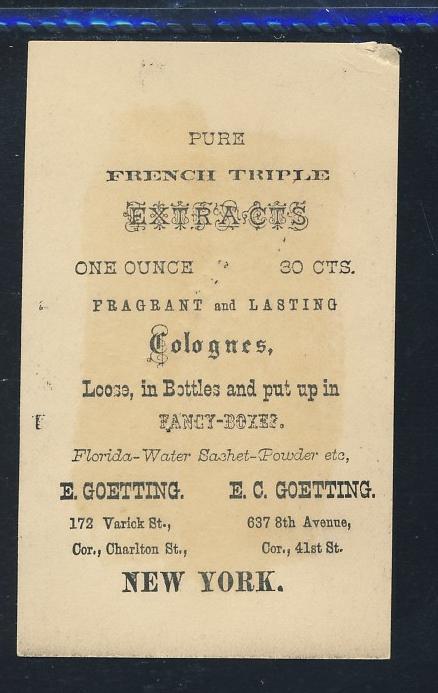 PURE
FRENCH TRIPLE
EXTRACTS
ONE OUNCE 30 CTS.
FRAGRANT and LASTING
Colognes,
Loose, in Bottles and put up in
FANCY-BOXES.
Florida-Water Sachet-Powder etc,
E. GOETTING. E. C. GOETTING.
172 Varick St., 637 8th Avenue,
Cor., Charlton St., Cor., 41st St.
NEW YORK.